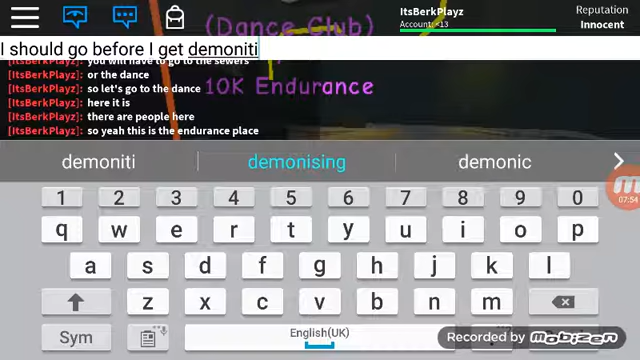 ItsBerkPlayz
Account: <13
Reputation
Innocent
(Dance Club)
I should go before I get demoniti
[ItsBerkPlayz]: you will have to go to the sewers
[ItsBerkPlayz]: or the dance
[ItsBerkPlayz]: so let's go to the dance
[ItsBerkPlayz]: here it is
[ItsBerkPlayz]: there are people here
[ItsBerkPlayz]: so yeah this is the endurance place
10K Endurance
demoniti demonising demonic
07:54
1 2 3 4 5 6 7 8 9 0
q w e r t y u i o p
a s d f g h j k l
z x c v b n m
Sym English(UK)
Recorded by Mobizen